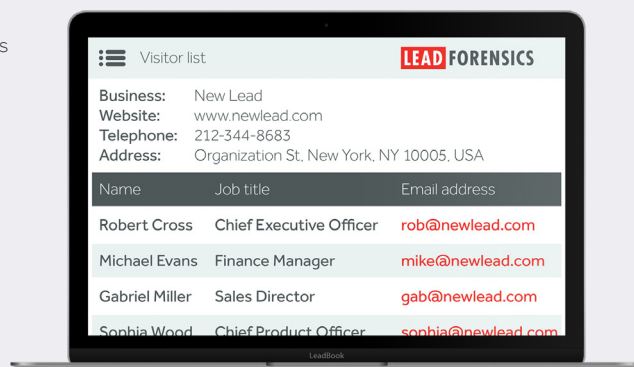 s
Visitor list
LEAD FORENSICS
Business: New Lead
Website: www.newlead.com
Telephone: 212-344-8683
Address: Organization St, New York, NY 10005, USA
Name Job title Email address
Robert Cross Chief Executive Officer rob@newlead.com
Michael Evans Finance Manager mike@newlead.com
Gabriel Miller Sales Director gab@newlead.com
Sophia Wood Chief Product Officer sophia@newlead.com
LeadBook